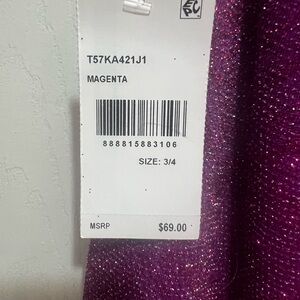 T57KA421J1
MAGENTA
888815883106
SIZE: 3/4
MSRP $69.00